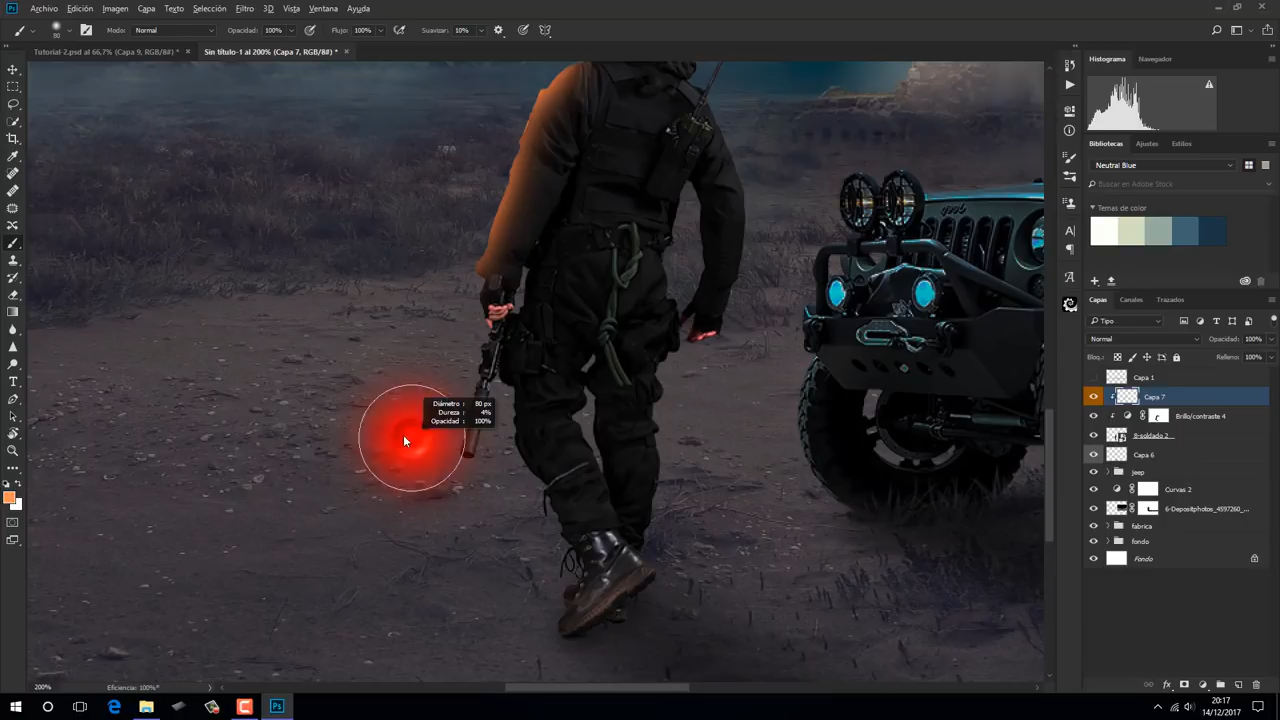 Archivo Edición Imagen Capa Texto Selección Filtro 3D Vista Ventana Ayuda
80 Modo: Normal Opacidad: 100% Flujo: 100% Suavizar: 10%
Tutorial-2.psd al 66,7% (Capa 9, RGB/8#) * × Sin título-1 al 200% (Capa 7, RGB/8#) * ×
Histograma Navegador
Bibliotecas Ajustes Estilos
Neutral Blue
Buscar en Adobe Stock
Temas de color
Jeep
Capas Canales Trazados
Tipo
Normal Opacidad: 100%
Bloq.: Relleno: 100%
Capa 1
Capa 7
Brillo/contraste 4
8-soldado 2
Capa 6
jeep
Curvas 2
6-Depositphotos_4597260_...
fabrica
fondo
Fondo
Diámetro : 80 px
Dureza : 4%
Opacidad : 100%
200% Eficiencia: 100%*
20:17
14/12/2017